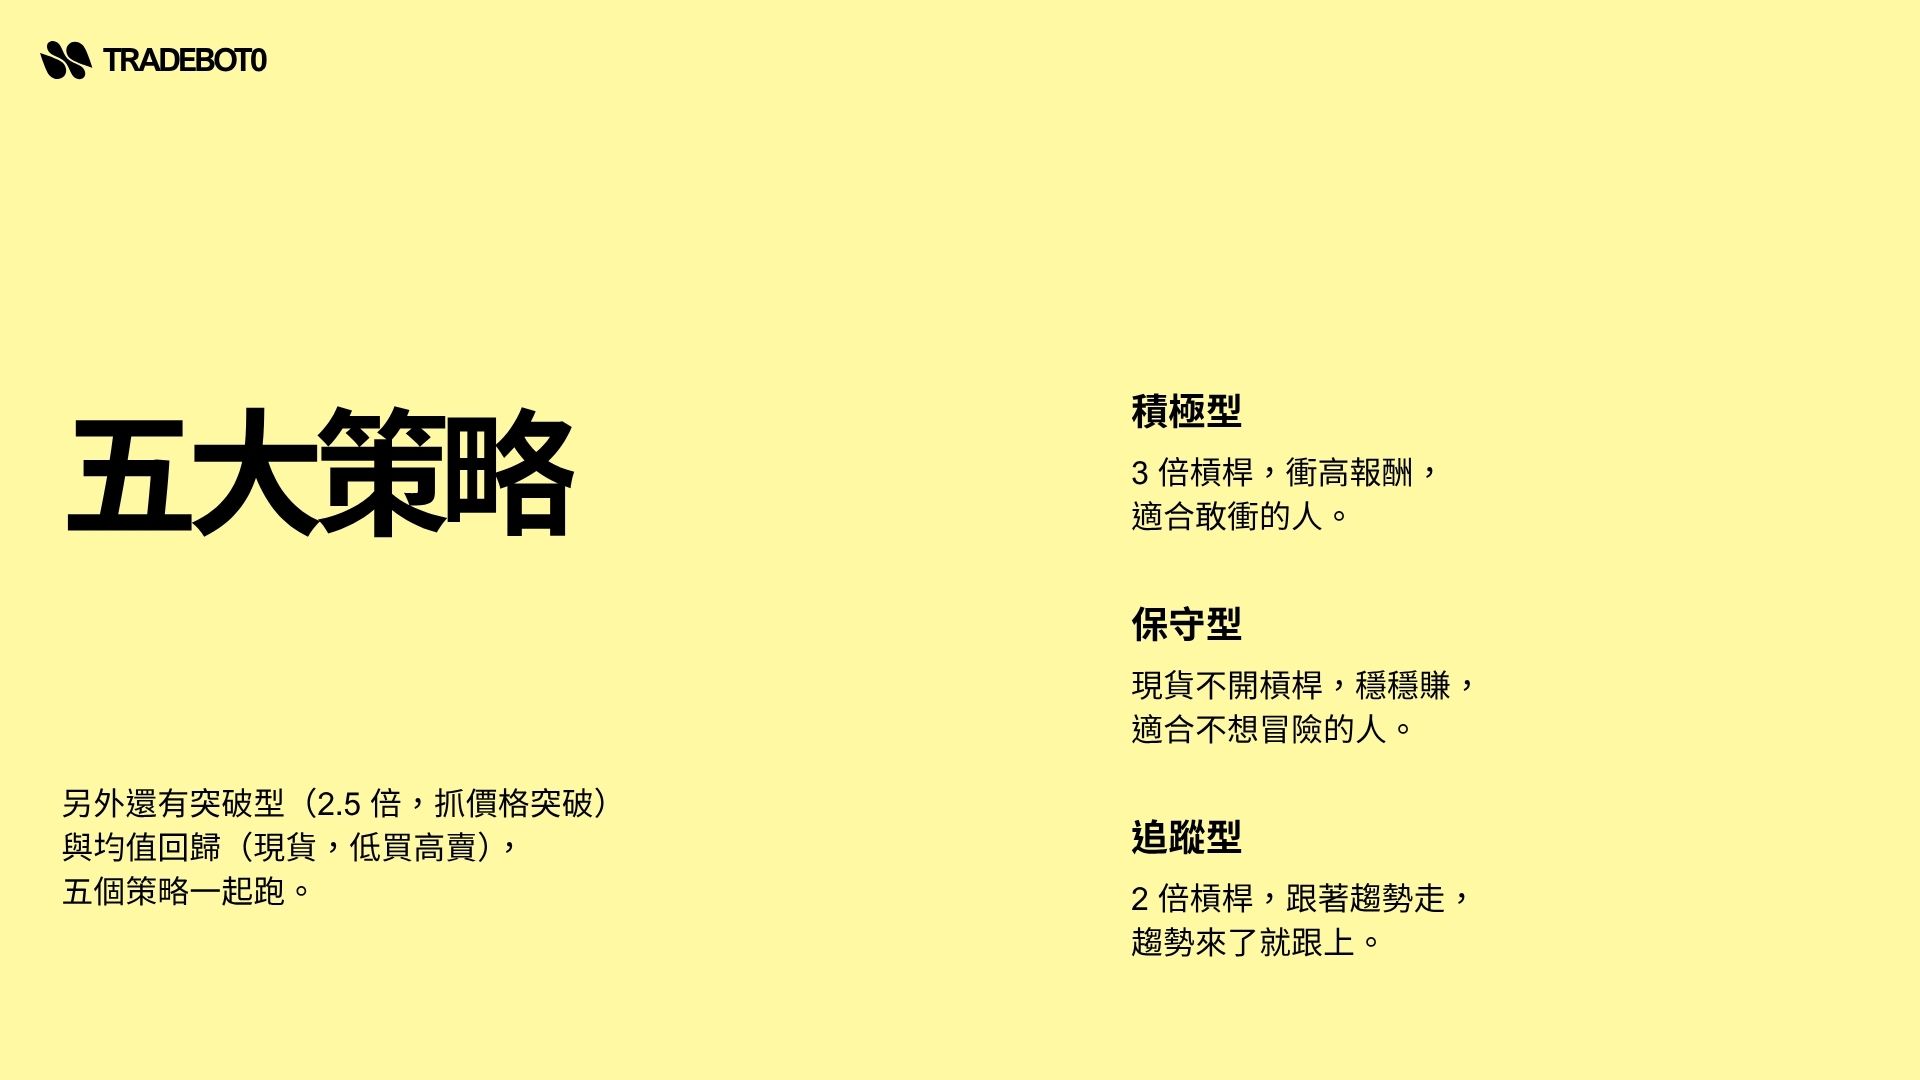 TRADEBOT0
五大策略
另外還有突破型（2.5 倍，抓價格突破）
與均值回歸（現貨，低買高賣），
五個策略一起跑。
積極型
3 倍槓桿，衝高報酬，
適合敢衝的人。
保守型
現貨不開槓桿，穩穩賺，
適合不想冒險的人。
追蹤型
2 倍槓桿，跟著趨勢走，
趨勢來了就跟上。